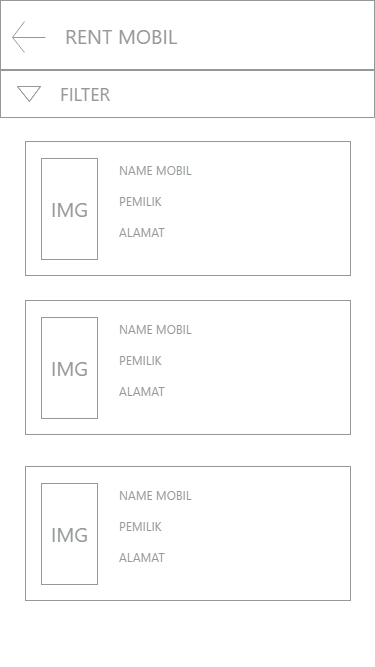 RENT MOBIL
FILTER
IMG
NAME MOBIL
PEMILIK
ALAMAT
IMG
NAME MOBIL
PEMILIK
ALAMAT
IMG
NAME MOBIL
PEMILIK
ALAMAT